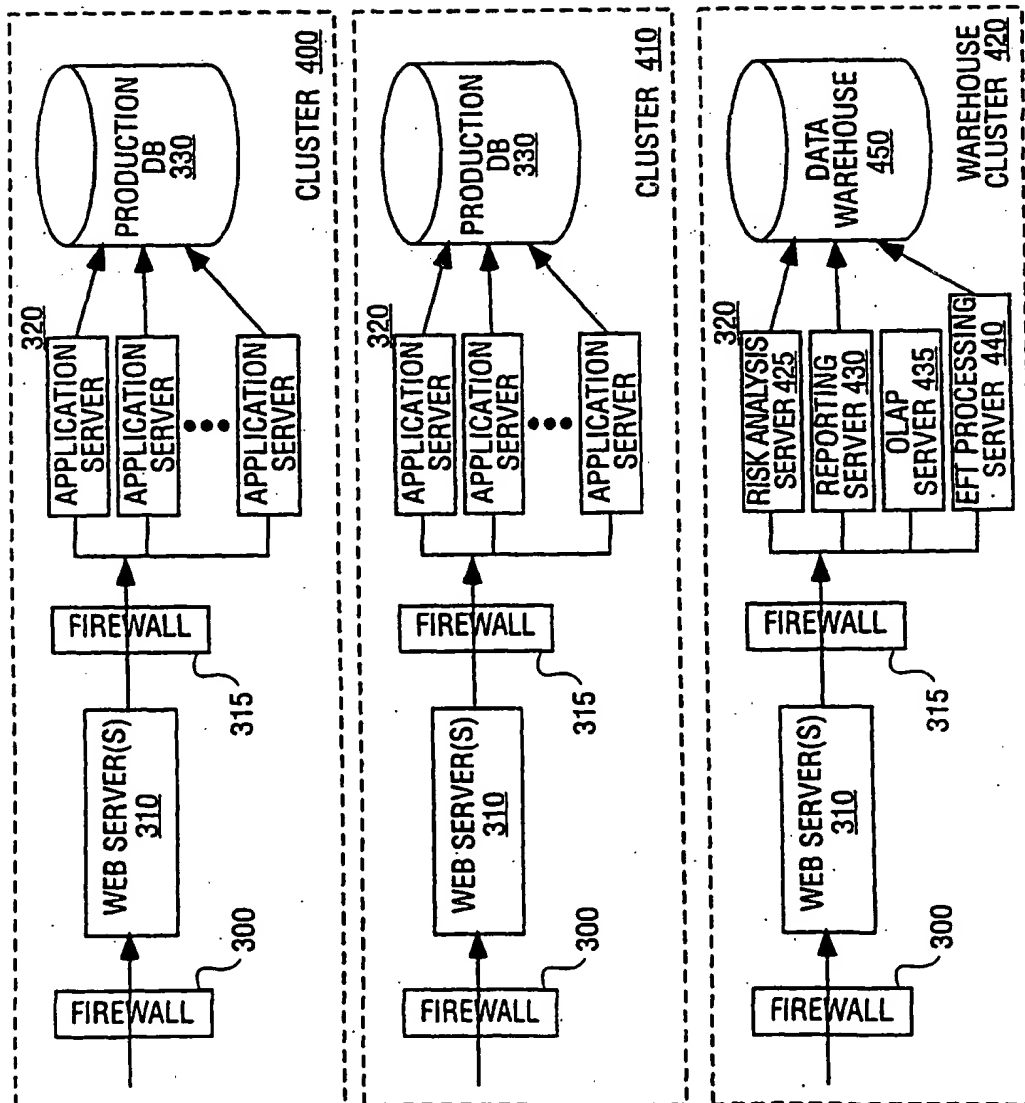 FIREWALL
300
WEB SERVER(S)
310
FIREWALL
315
320
APPLICATION
SERVER
APPLICATION
SERVER
APPLICATION
SERVER
PRODUCTION
DB
330
CLUSTER 400
FIREWALL
300
WEB SERVER(S)
310
FIREWALL
315
320
APPLICATION
SERVER
APPLICATION
SERVER
APPLICATION
SERVER
PRODUCTION
DB
330
CLUSTER 410
FIREWALL
300
WEB SERVER(S)
310
FIREWALL
315
320
RISK ANALYSIS
SERVER 425
REPORTING
SERVER 430
OLAP
SERVER 435
EFT PROCESSING
SERVER 440
DATA
WAREHOUSE
450
WAREHOUSE
CLUSTER 420